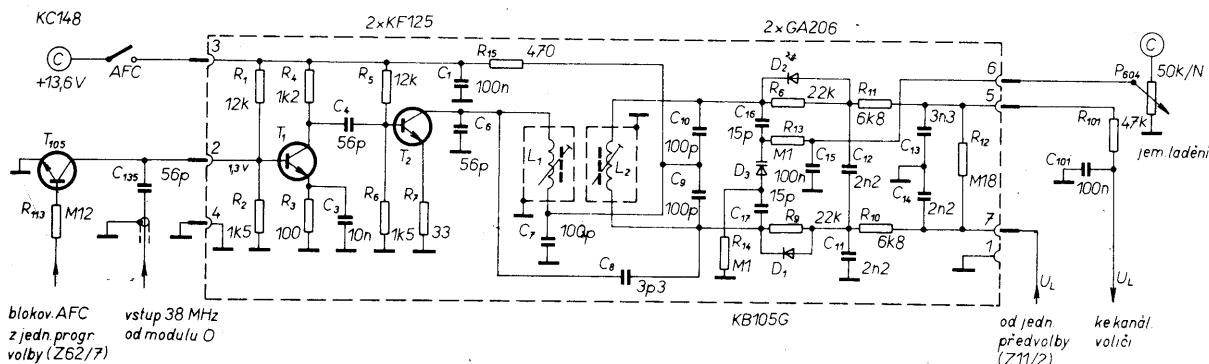 KC148
2xKF125
2xGA206
C
+13,6V
AFC
3
R1
12k
R4
1k2
R5
12k
C1
100n
R15
470
D2
R6
22k
R11
6k8
6
5
C
P604
50k/N
jem. ladění
T105
C135
56p
2
1,3V
T1
C4
56p
T2
C6
56p
L1
L2
C10
100p
C9
100p
C16
15p
R13
M1
D3
C15
100n
C12
2n2
3n3
C13
C14
2n2
R12
M18
R101
47k
C101
100n
R113
M12
4
R2
1k5
R3
100
C3
10n
R6
1k5
R7
33
C7
100p
C8
3p3
C17
15p
R14
M1
R9
22k
D1
C11
2n2
R10
6k8
7
1
UL
UL
KB105G
blokov. AFC
z jedn. progr.
volby (Z62/7)
vstup 38 MHz
od modulu O
od jedn.
předvolby
(Z11/2)
ke kanál.
voliči